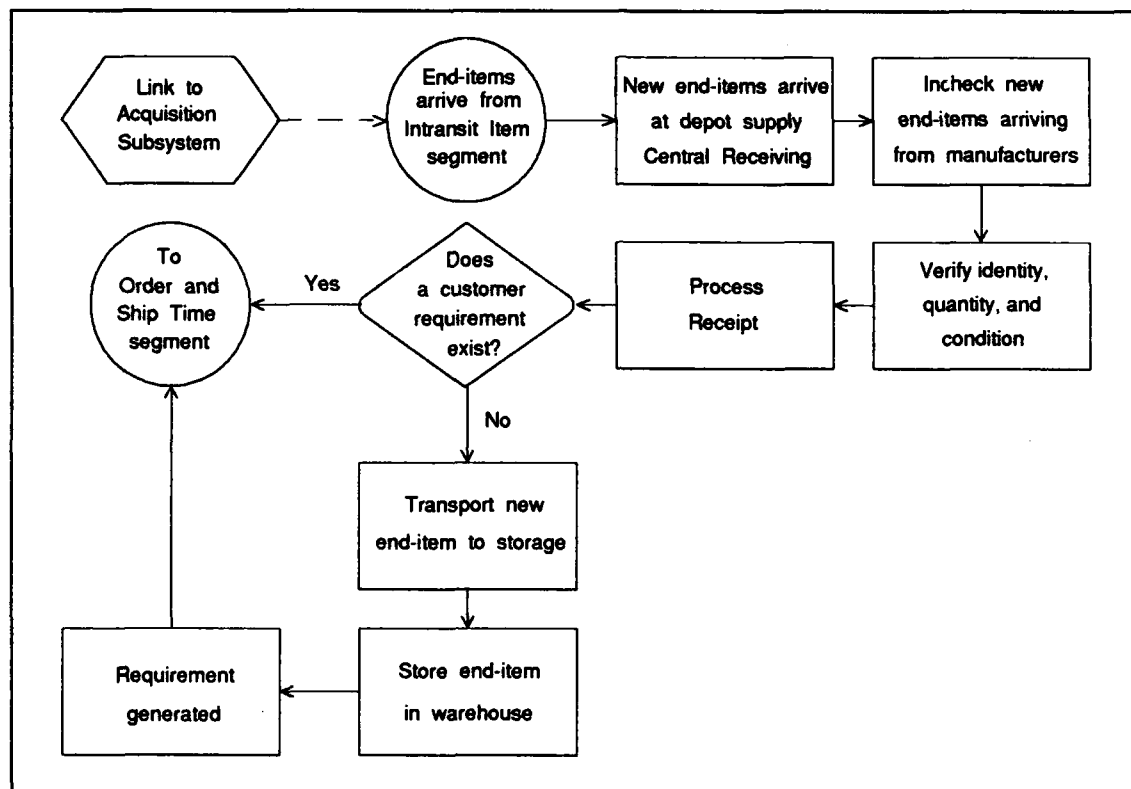 Link to
Acquisition
Subsystem
End-items
arrive from
Intransit Item
segment
New end-items arrive
at depot supply
Central Receiving
Incheck new
end-items arriving
from manufacturers
To
Order and
Ship Time
segment
Yes
Does
a customer
requirement
exist?
Process
Receipt
Verify identity,
quantity, and
condition
No
Transport new
end-item to storage
Requirement
generated
Store end-item
in warehouse